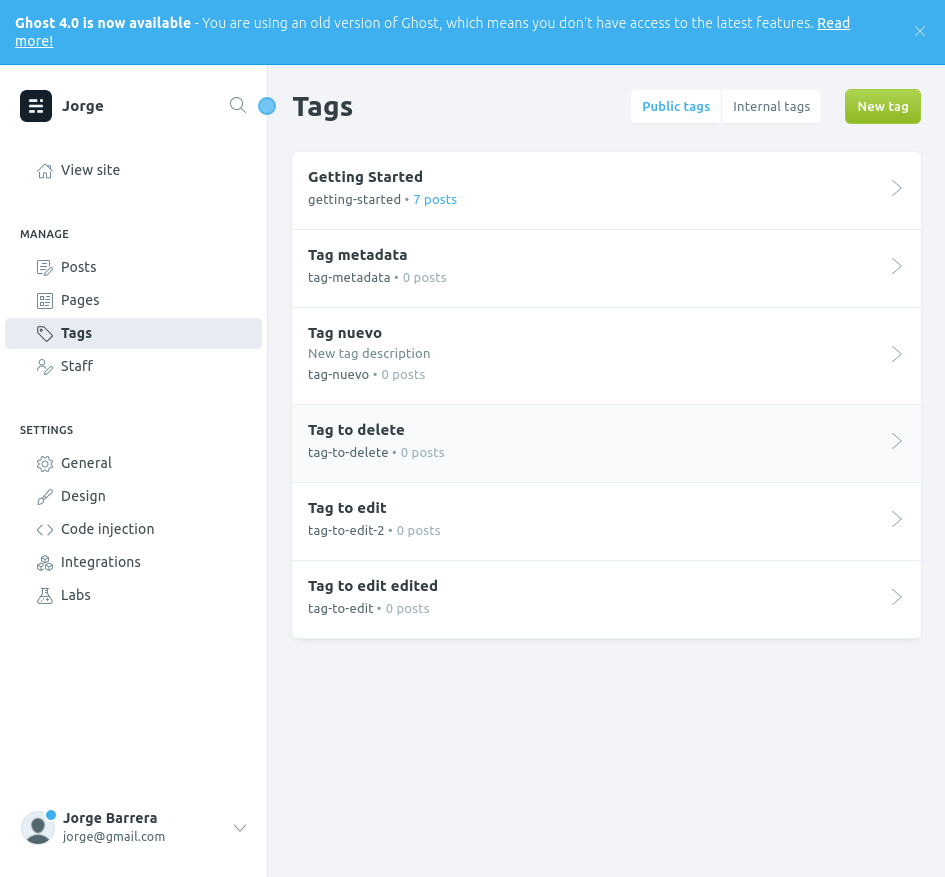 Ghost 4.0 is now available - You are using an old version of Ghost, which means you don't have access to the latest features. Read
more!
Jorge
View site
MANAGE
Posts
Pages
Tags
Staff
SETTINGS
General
Design
Code injection
Integrations
Labs
Jorge Barrera
jorge@gmail.com
Tags
Public tags
Internal tags
New tag
Getting Started
getting-started • 7 posts
Tag metadata
tag-metadata • 0 posts
Tag nuevo
New tag description
tag-nuevo • 0 posts
Tag to delete
tag-to-delete • 0 posts
Tag to edit
tag-to-edit-2 • 0 posts
Tag to edit edited
tag-to-edit • 0 posts